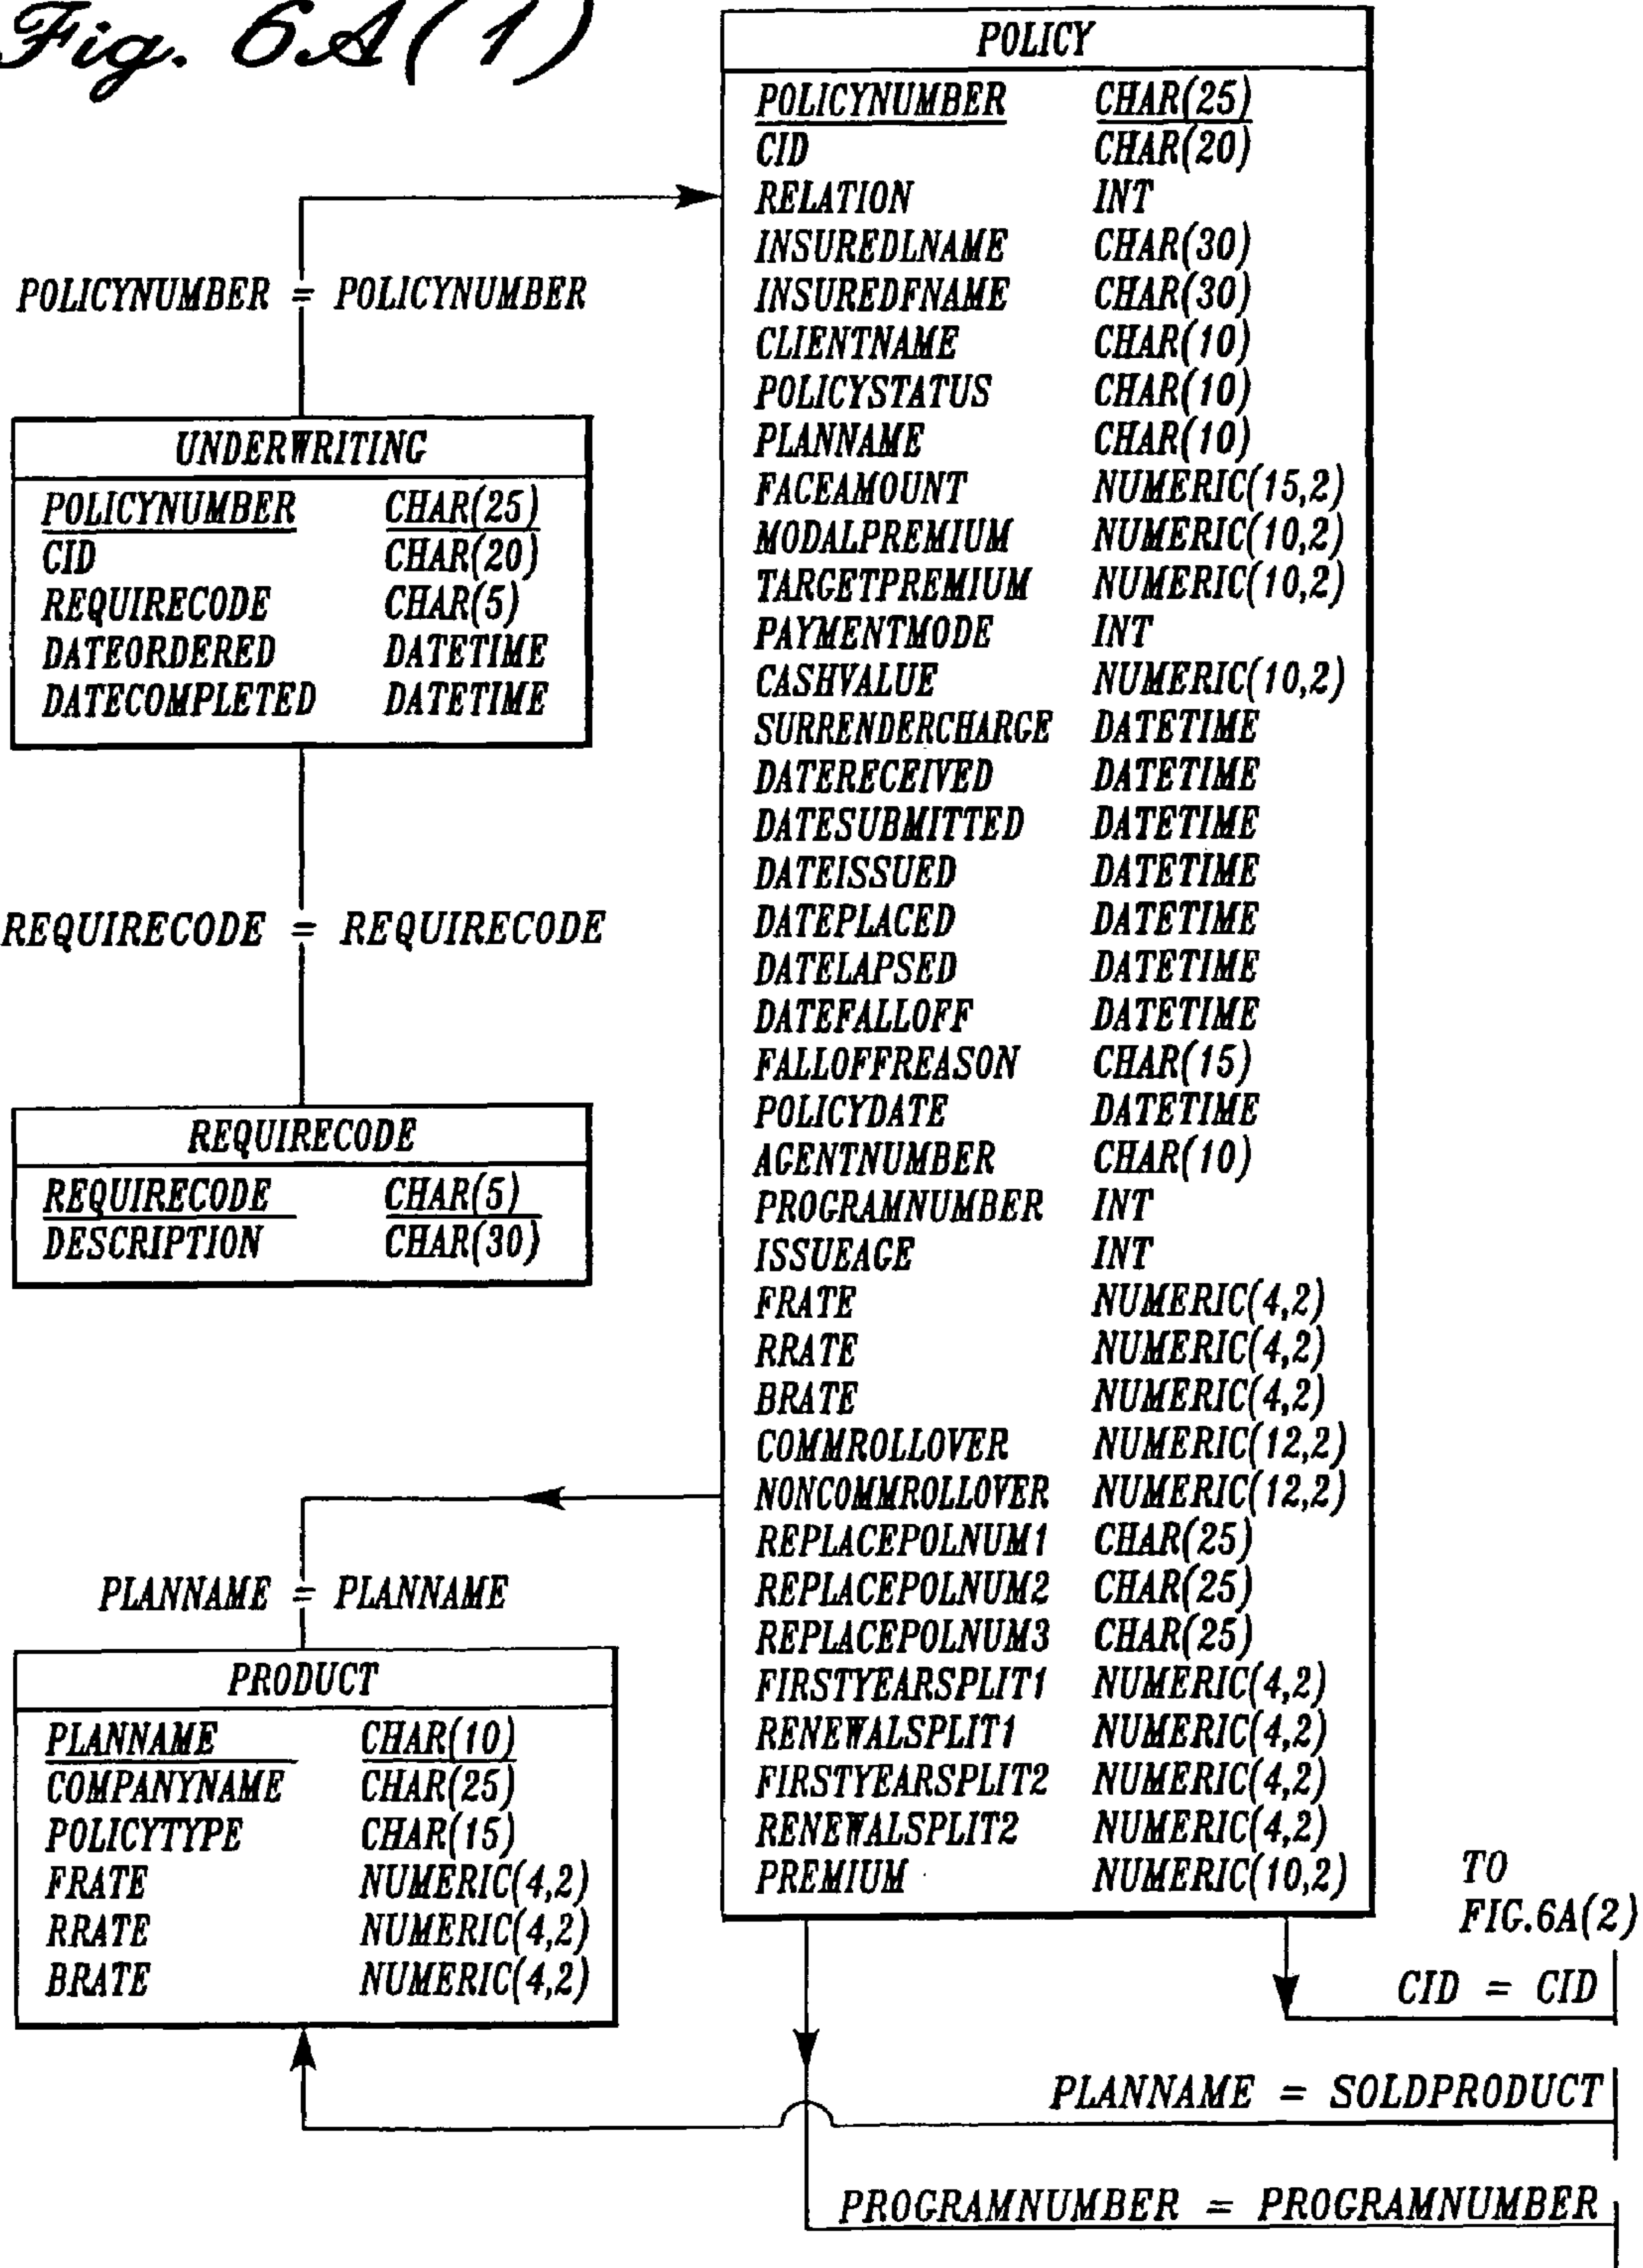 Fig. 6A(1)
POLICY
POLICYNUMBER CHAR(25)
CID CHAR(20)
RELATION INT
INSUREDLNAME CHAR(30)
INSUREDFNAME CHAR(30)
CLIENTNAME CHAR(10)
POLICYSTATUS CHAR(10)
PLANNAME CHAR(10)
FACEAMOUNT NUMERIC(15,2)
MODALPREMIUM NUMERIC(10,2)
TARGETPREMIUM NUMERIC(10,2)
PAYMENTMODE INT
CASHVALUE NUMERIC(10,2)
SURRENDERCHARGE DATETIME
DATERECEIVED DATETIME
DATESUBMITTED DATETIME
DATEISSUED DATETIME
DATEPLACED DATETIME
DATELAPSED DATETIME
DATEFALLOFF DATETIME
FALLOFFREASON CHAR(15)
POLICYDATE DATETIME
AGENTNUMBER CHAR(10)
PROGRAMNUMBER INT
ISSUEAGE INT
FRATE NUMERIC(4,2)
RRATE NUMERIC(4,2)
BRATE NUMERIC(4,2)
COMMROLLOVER NUMERIC(12,2)
NONCOMMROLLOVER NUMERIC(12,2)
REPLACEPOLNUM1 CHAR(25)
REPLACEPOLNUM2 CHAR(25)
REPLACEPOLNUM3 CHAR(25)
FIRSTYEARSPLIT1 NUMERIC(4,2)
RENEWALSPLIT1 NUMERIC(4,2)
FIRSTYEARSPLIT2 NUMERIC(4,2)
RENEWALSPLIT2 NUMERIC(4,2)
PREMIUM NUMERIC(10,2)
POLICYNUMBER = POLICYNUMBER
UNDERWRITING
POLICYNUMBER CHAR(25)
CID CHAR(20)
REQUIRECODE CHAR(5)
DATEORDERED DATETIME
DATECOMPLETED DATETIME
REQUIRECODE = REQUIRECODE
REQUIRECODE
REQUIRECODE CHAR(5)
DESCRIPTION CHAR(30)
PLANNAME = PLANNAME
PRODUCT
PLANNAME CHAR(10)
COMPANYNAME CHAR(25)
POLICYTYPE CHAR(15)
FRATE NUMERIC(4,2)
RRATE NUMERIC(4,2)
BRATE NUMERIC(4,2)
TO
FIG.6A(2)
CID = CID
PLANNAME = SOLDPRODUCT
PROGRAMNUMBER = PROGRAMNUMBER